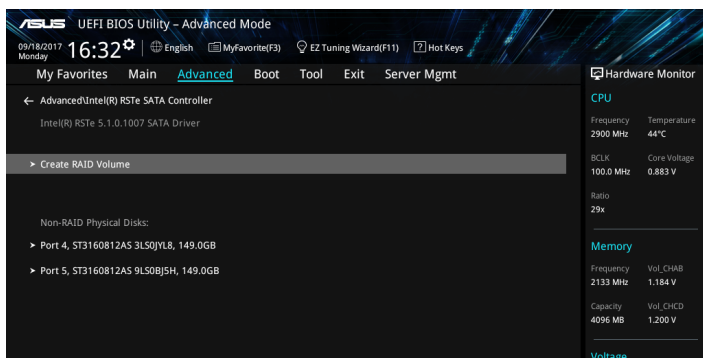 ASUS UEFI BIOS Utility – Advanced Mode
09/18/2017 Monday 16:32 English MyFavorite(F3) EZ Tuning Wizard(F11) ? Hot Keys
My Favorites Main Advanced Boot Tool Exit Server Mgmt
← Advanced\Intel(R) RSTe SATA Controller
Intel(R) RSTe 5.1.0.1007 SATA Driver
> Create RAID Volume
Non-RAID Physical Disks:
> Port 4, ST3160812AS 3LS0JYL8, 149.0GB
> Port 5, ST3160812AS 9LS0BJ5H, 149.0GB
Hardware Monitor
CPU
Frequency Temperature
2900 MHz 44°C
BCLK Core Voltage
100.0 MHz 0.883 V
Ratio
29x
Memory
Frequency Vol_CHAB
2133 MHz 1.184 V
Capacity Vol_CHCD
4096 MB 1.200 V
Voltage